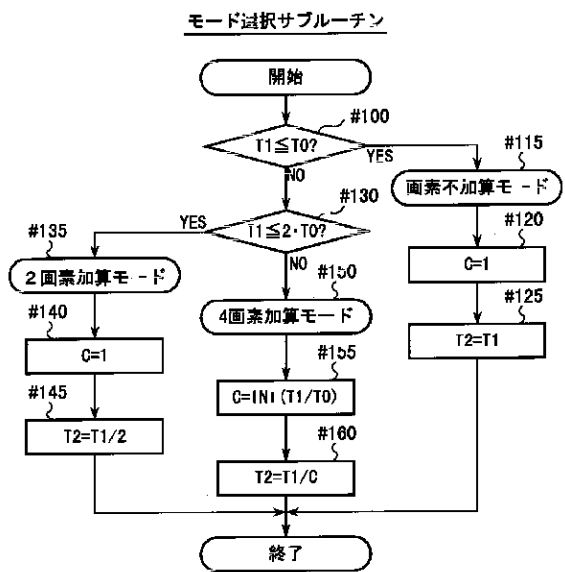 モード選択サブルーチン
開始
#100
T1≦T0?
YES
NO
#115
画素不加算モード
#120
C=1
#125
T2=T1
#130
T1≦2·T0?
YES
NO
#135
2画素加算モード
#140
C=1
#145
T2=T1/2
#150
4画素加算モード
#155
C=INt(T1/T0)
#160
T2=T1/C
終了